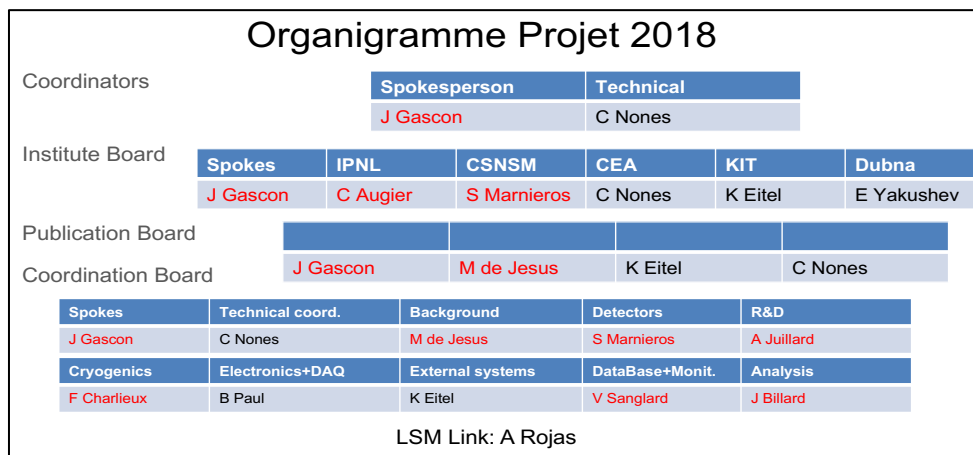 Organigramme Projet 2018
Coordinators
Spokesperson Technical
J Gascon C Nones
Institute Board
Spokes IPNL CSNSM CEA KIT Dubna
J Gascon C Augier S Marnieros C Nones K Eitel E Yakushev
Publication Board
J Gascon M de Jesus K Eitel C Nones
Coordination Board
Spokes Technical coord. Background Detectors R&D
J Gascon C Nones M de Jesus S Marnieros A Juillard
Cryogenics Electronics+DAQ External systems DataBase+Monit. Analysis
F Charlieux B Paul K Eitel V Sanglard J Billard
LSM Link: A Rojas